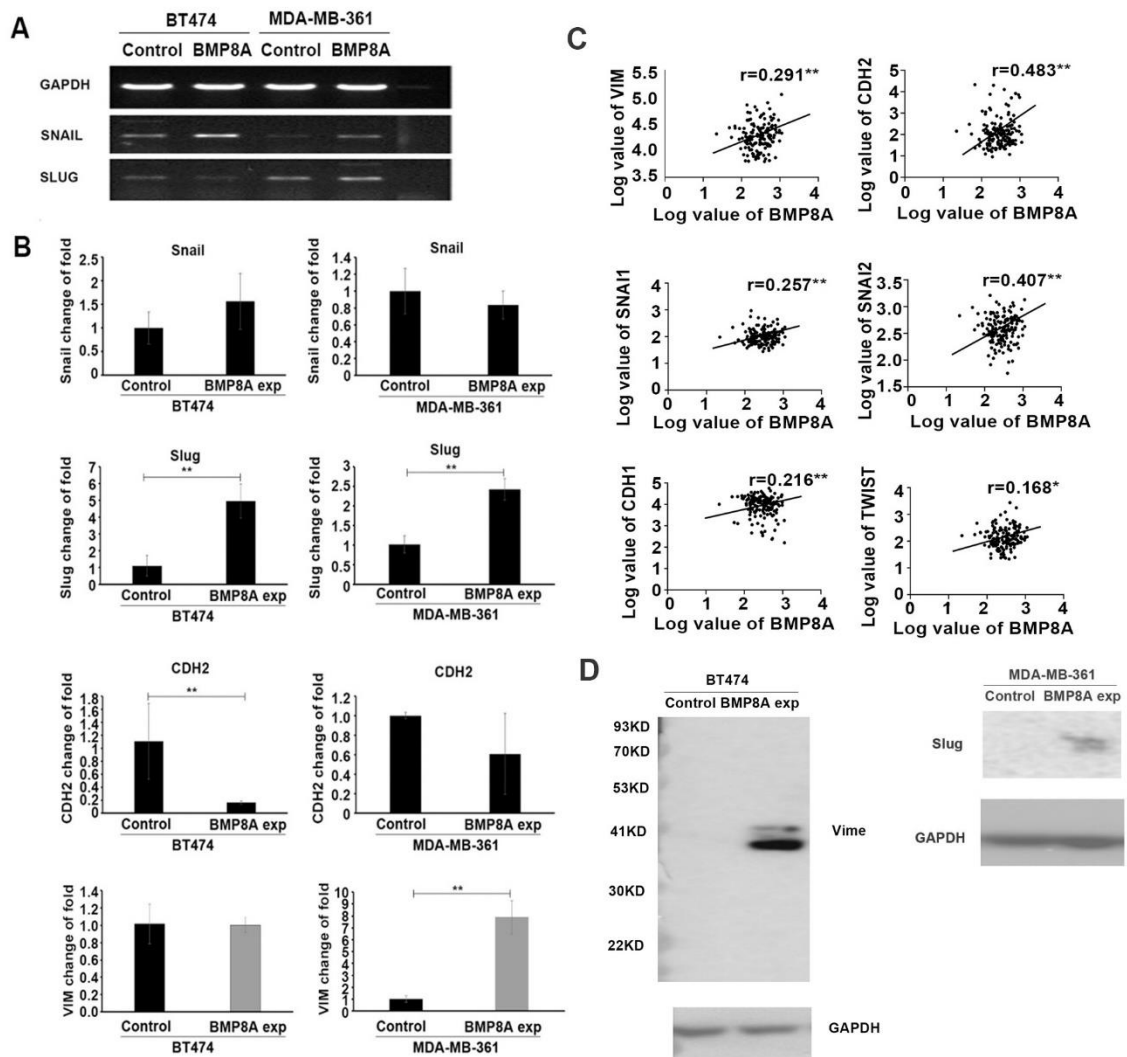 A
BT474 MDA-MB-361
Control BMP8A Control BMP8A
GAPDH
SNAIL
SLUG
B
Snail
Snail change of fold
2.5
2
1.5
1
0.5
0
Control BMP8A exp
BT474
Snail
Snail change of fold
1.4
1.2
1
0.8
0.6
0.4
0.2
0
Control BMP8A exp
MDA-MB-361
Slug
Slug change of fold
7
6
5
4
3
2
1
0
**
Control BMP8A exp
BT474
Slug
Slug change of fold
3
2.5
2
1.5
1
0.5
0
**
Control BMP8A exp
MDA-MB-361
CDH2
CDH2 change of fold
1.8
1.6
1.4
1.2
1
0.8
0.6
0.4
0.2
0
**
Control BMP8A exp
BT474
CDH2
CDH2 change of fold
1.4
1.2
1.0
0.8
0.6
0.4
0.2
0
Control BMP8A exp
MDA-MB-361
VIM change of fold
1.4
1.2
1.0
0.8
0.6
0.4
0.2
0.0
Control BMP8A exp
BT474
VIM change of fold
10
9
8
7
6
5
4
3
2
1
0
**
Control BMP8A exp
MDA-MB-361
C
r=0.291**
Log value of VIM
5.5
5.0
4.5
4.0
3.5
0 1 2 3 4
Log value of BMP8A
r=0.483**
Log value of CDH2
5
4
3
2
1
0
0 1 2 3 4
Log value of BMP8A
r=0.257**
Log value of SNAI1
4
3
2
1
0
0 1 2 3 4
Log value of BMP8A
r=0.407**
Log value of SNAI2
3.5
3.0
2.5
2.0
1.5
0 1 2 3 4
Log value of BMP8A
r=0.216**
Log value of CDH1
5
4
3
2
1
0
0 1 2 3 4
Log value of BMP8A
r=0.168*
Log value of TWIST
4
3
2
1
0
0 1 2 3 4
Log value of BMP8A
D
BT474
Control BMP8A exp
93KD
70KD
53KD
41KD
30KD
22KD
Vime
GAPDH
MDA-MB-361
Control BMP8A exp
Slug
GAPDH